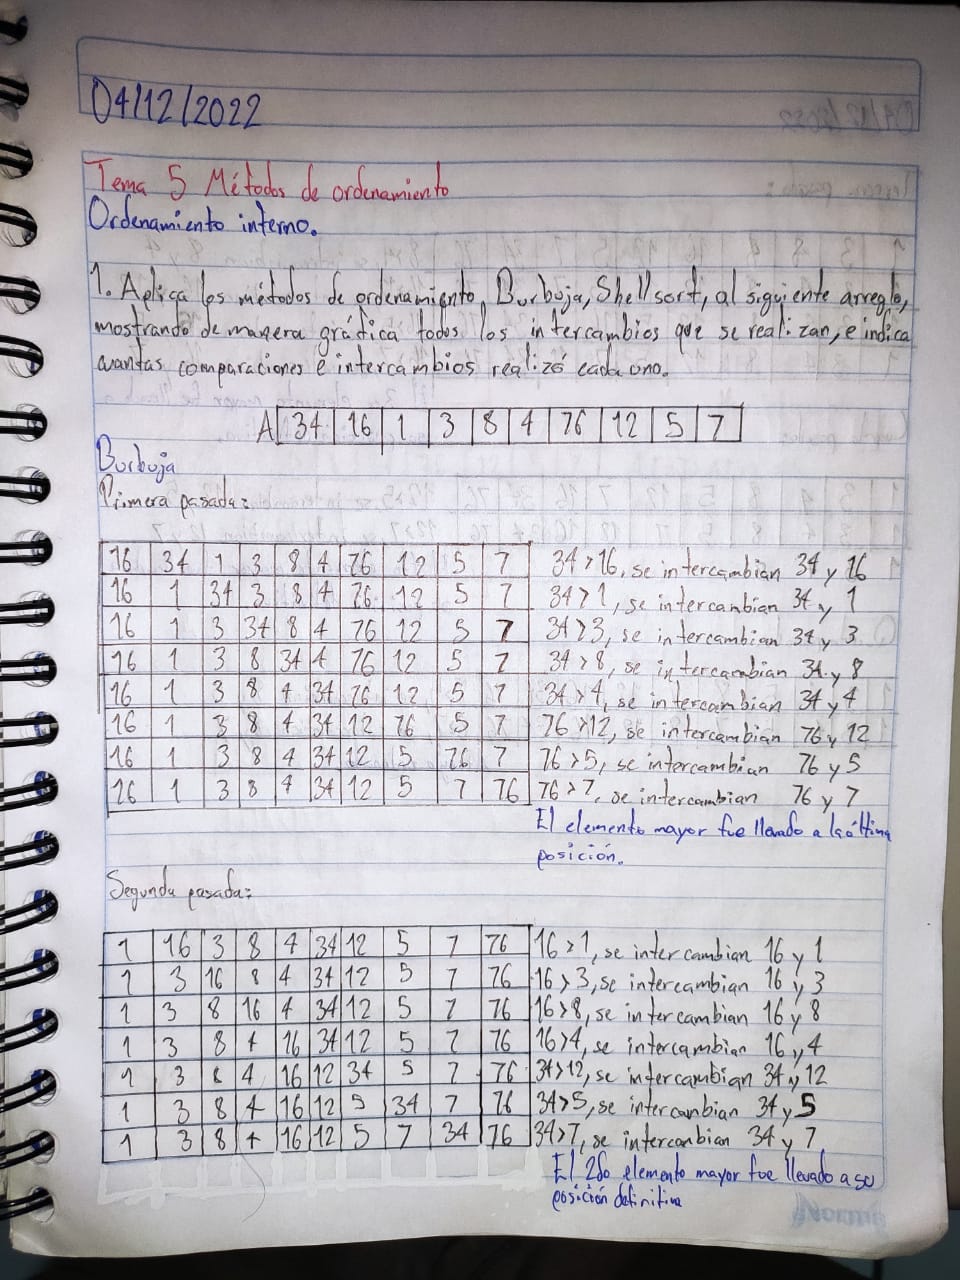 04/12/2022
Tema 5 Métodos de ordenamiento
Ordenamiento interno.
1. Aplica los métodos de ordenamiento, Burbuja, Shell sort, al siguiente arreglo,
mostrando de manera gráfica todos los intercambios que se realizan, e indica
cuantas comparaciones e intercambios realizó cada uno.
A 34 16 1 3 8 4 76 12 5 7
Burbuja
Primera pasada:
16 34 1 3 8 4 76 12 5 7 34>16, se intercambian 34 y 16
16 1 34 3 8 4 76 12 5 7 34>1, se intercambian 34 y 1
16 1 3 34 8 4 76 12 5 7 34>3, se intercambian 34 y 3
16 1 3 8 34 4 76 12 5 7 34>8, se intercambian 34 y 8
16 1 3 8 4 34 76 12 5 7 34>4, se intercambian 34 y 4
16 1 3 8 4 34 12 76 5 7 76>12, se intercambian 76 y 12
16 1 3 8 4 34 12 5 76 7 76>5, se intercambian 76 y 5
16 1 3 8 4 34 12 5 7 76 76>7, se intercambian 76 y 7
El elemento mayor fue llevado a la última
posición.
Segunda pasada:
1 16 3 8 4 34 12 5 7 76 16>1, se intercambian 16 y 1
1 3 16 8 4 34 12 5 7 76 16>3, se intercambian 16 y 3
1 3 8 16 4 34 12 5 7 76 16>8, se intercambian 16 y 8
1 3 8 4 16 34 12 5 7 76 16>4, se intercambian 16 y 4
1 3 8 4 16 12 34 5 7 76 34>12, se intercambian 34 y 12
1 3 8 4 16 12 5 34 7 76 34>5, se intercambian 34 y 5
1 3 8 4 16 12 5 7 34 76 34>7, se intercambian 34 y 7
El 2do elemento mayor fue llevado a su
posición definitiva